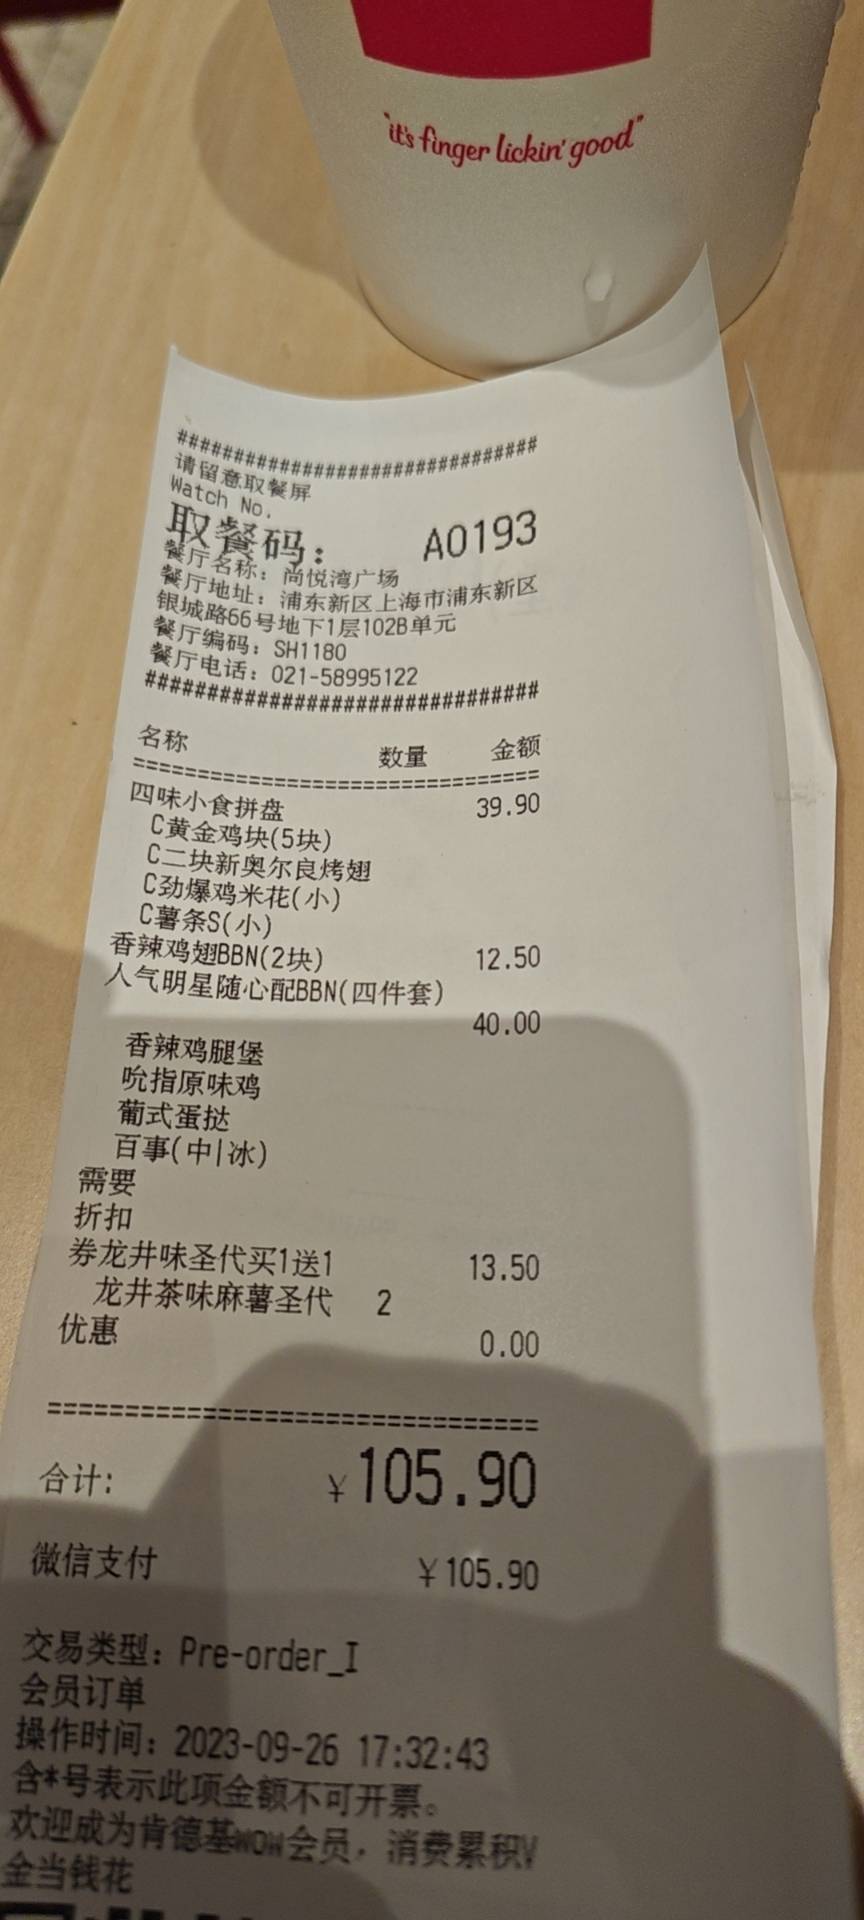 "it's finger lickin' good"
##############################
请留意取餐屏
Watch No.
取餐码: A0193
餐厅名称: 尚悦湾广场
餐厅地址: 浦东新区上海市浦东新区
银城路66号地下1层102B单元
餐厅编码: SH1180
餐厅电话: 021-58995122
##############################
名称 数量 金额
==============================
四味小食拼盘 39.90
C黄金鸡块(5块)
C二块新奥尔良烤翅
C劲爆鸡米花(小)
C薯条S(小)
香辣鸡翅BBN(2块) 12.50
人气明星随心配BBN(四件套)
40.00
香辣鸡腿堡
吮指原味鸡
葡式蛋挞
百事(中|冰)
需要
折扣
券龙井味圣代买1送1 13.50
龙井茶味麻薯圣代 2
优惠 0.00
==============================
合计: ¥105.90
微信支付 ¥105.90
交易类型: Pre-order_I
会员订单
操作时间: 2023-09-26 17:32:43
含*号表示此项金额不可开票。
欢迎成为肯德基WOW会员，消费累积V
金当钱花